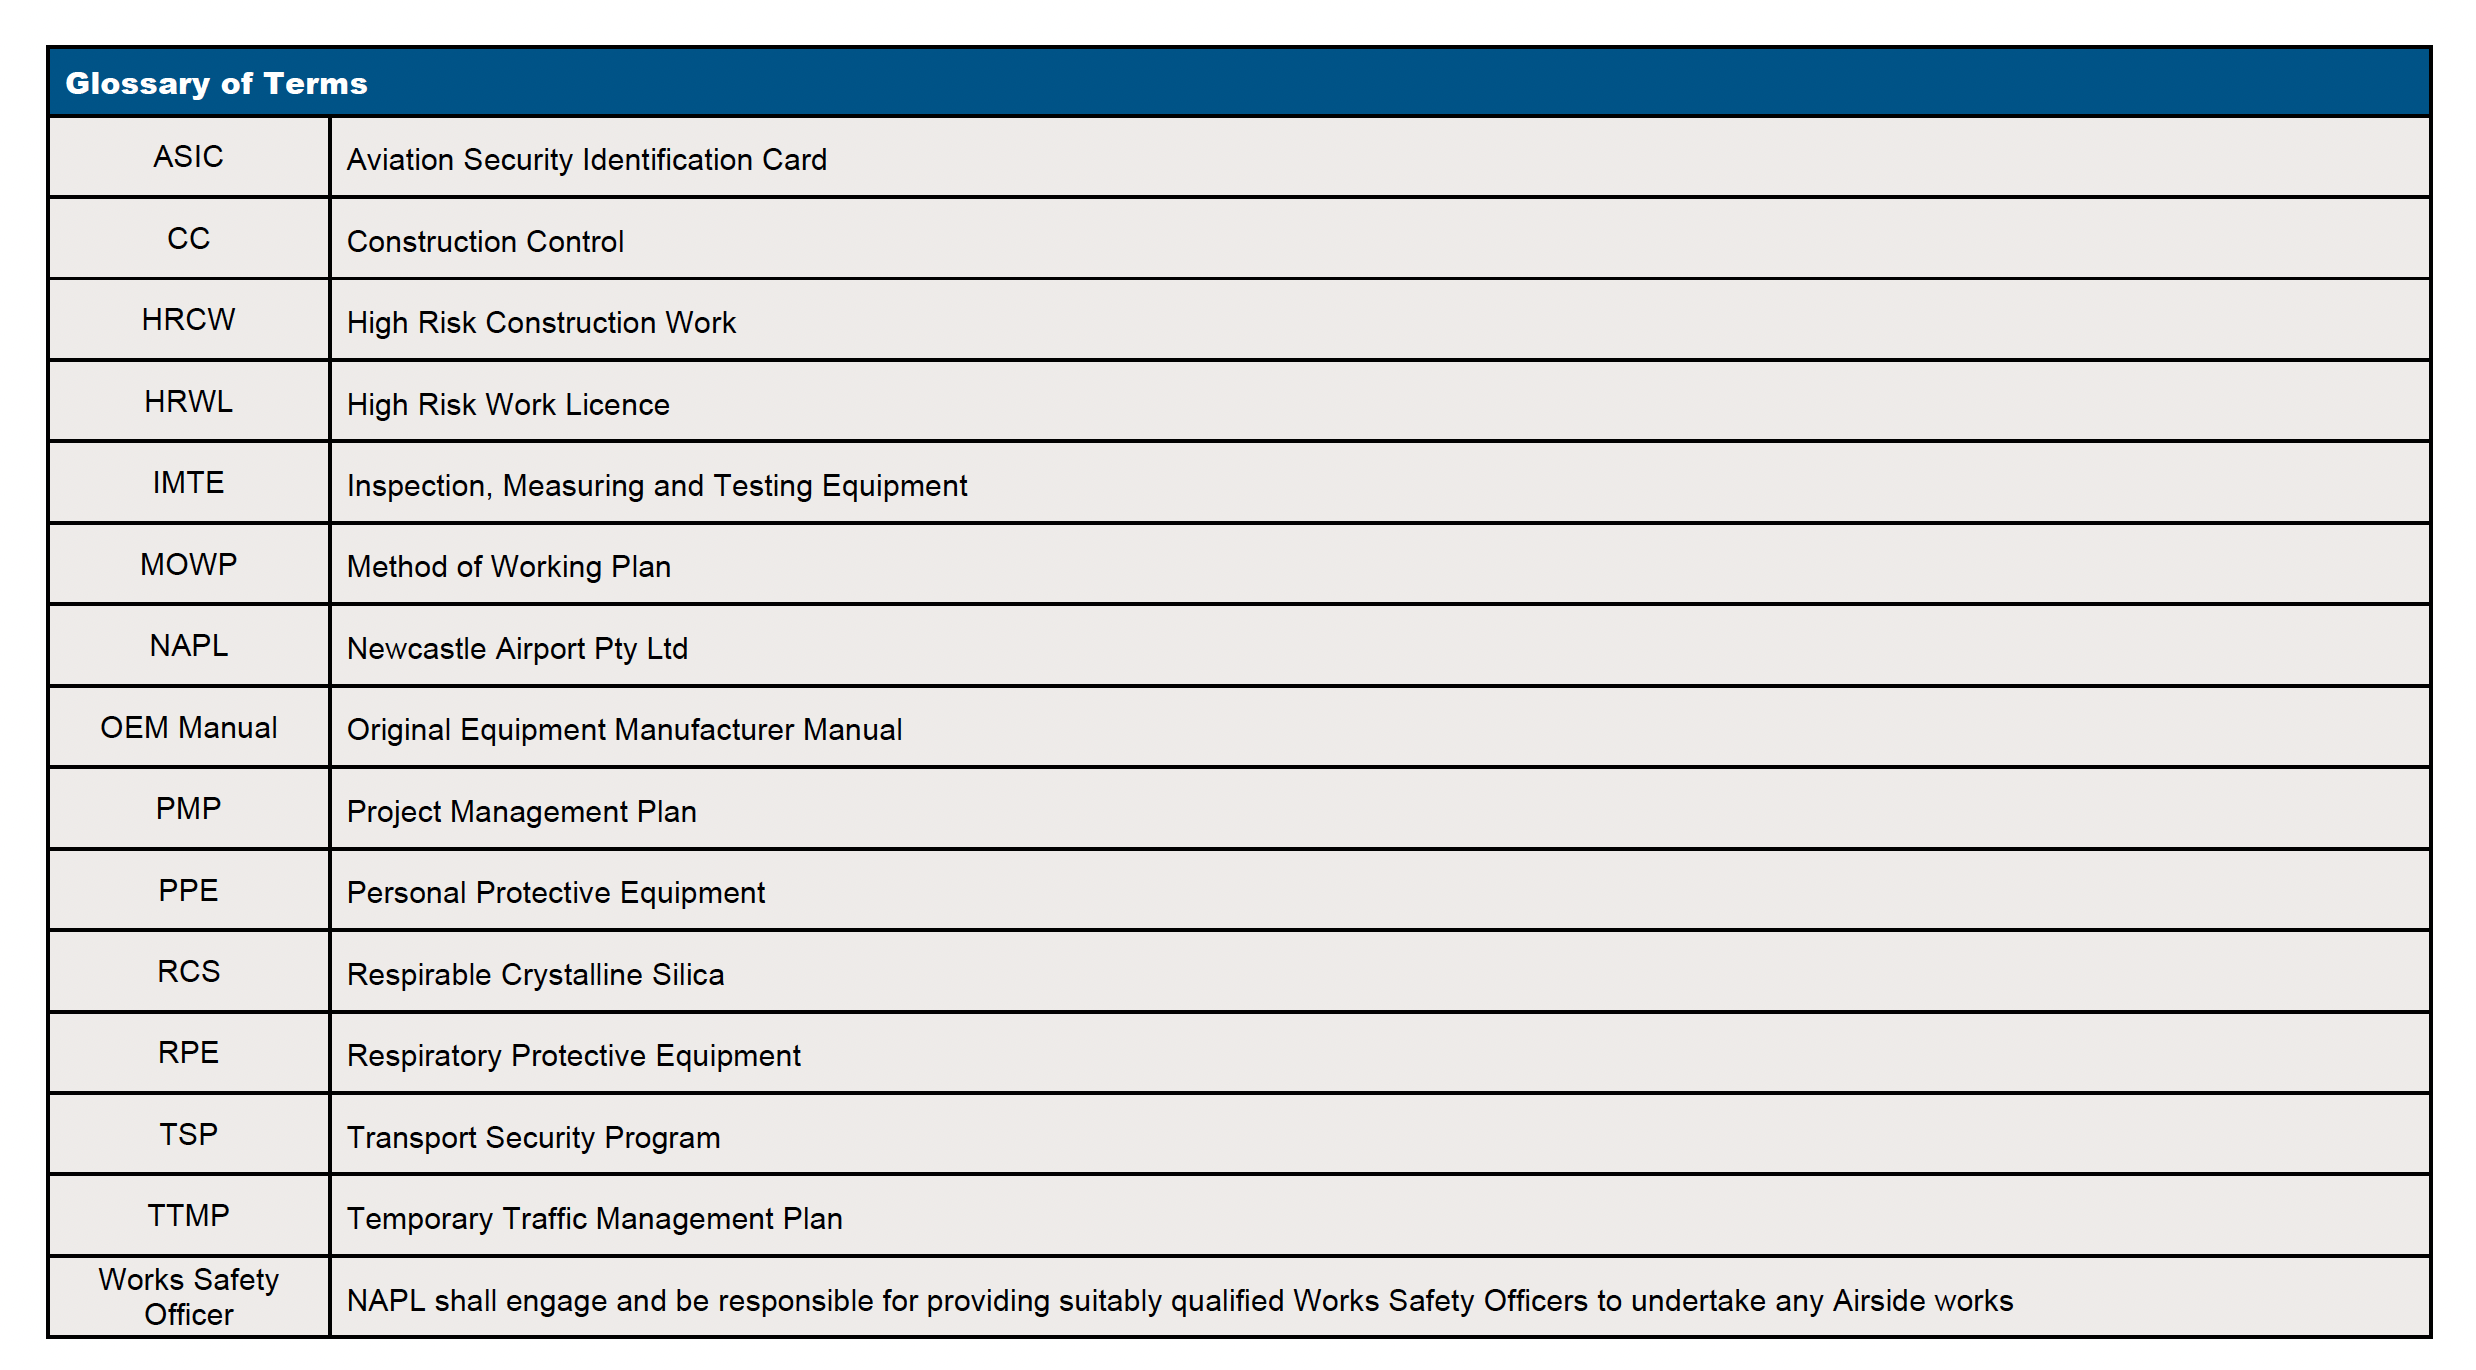 Glossary of Terms
ASIC Aviation Security Identification Card
CC Construction Control
HRCW High Risk Construction Work
HRWL High Risk Work Licence
IMTE Inspection, Measuring and Testing Equipment
MOWP Method of Working Plan
NAPL Newcastle Airport Pty Ltd
OEM Manual Original Equipment Manufacturer Manual
PMP Project Management Plan
PPE Personal Protective Equipment
RCS Respirable Crystalline Silica
RPE Respiratory Protective Equipment
TSP Transport Security Program
TTMP Temporary Traffic Management Plan
Works Safety
Officer
NAPL shall engage and be responsible for providing suitably qualified Works Safety Officers to undertake any Airside works